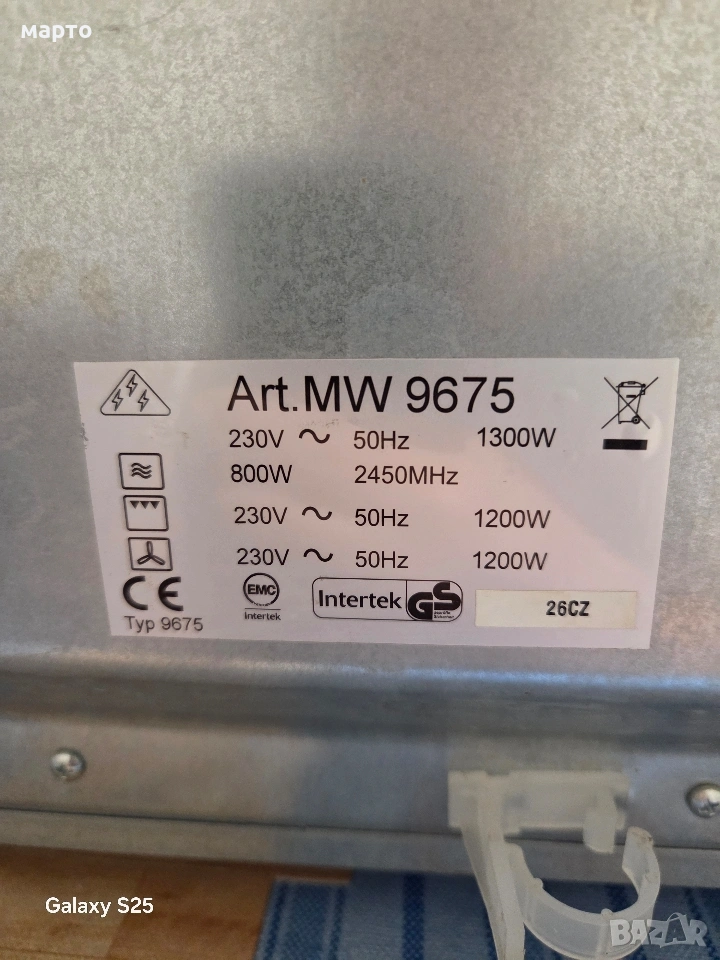 марто
Art.MW 9675
230V ~ 50Hz 1300W
800W 2450MHz
230V ~ 50Hz 1200W
230V ~ 50Hz 1200W
CE
EMC
Intertek
Intertek GS
26CZ
Typ 9675
Galaxy S25
BAZAR